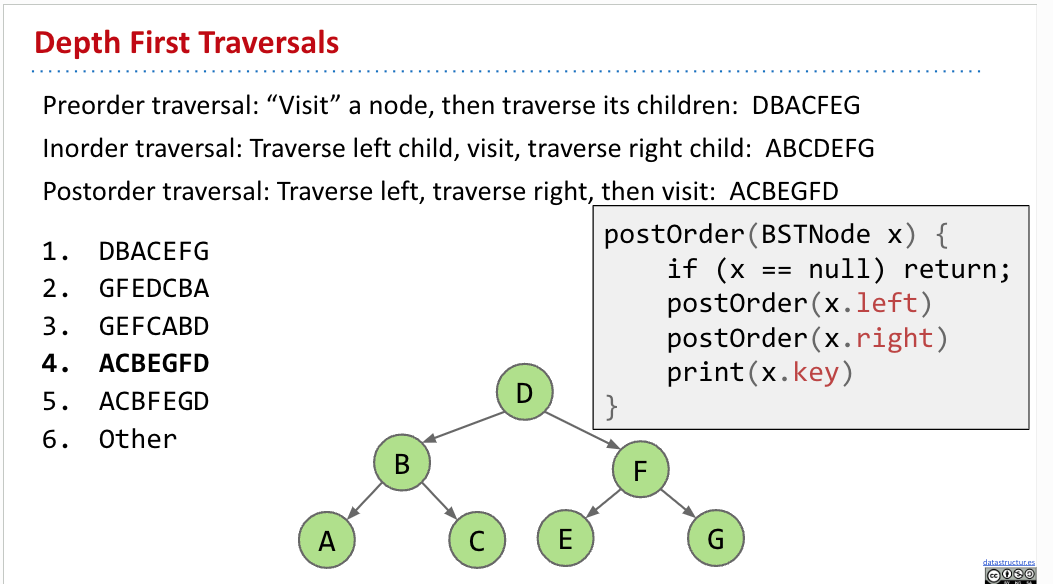 Depth First Traversals
Preorder traversal: “Visit” a node, then traverse its children: DBACFEG
Inorder traversal: Traverse left child, visit, traverse right child: ABCDEFG
Postorder traversal: Traverse left, traverse right, then visit: ACBEGFD
1. DBACEFG
2. GFEDCBA
3. GEFCABD
4. ACBEGFD
5. ACBFEGD
6. Other
postOrder(BSTNode x) {
    if (x == null) return;
    postOrder(x.left)
    postOrder(x.right)
    print(x.key)
}
D
B
F
A
C
E
G
datastructur.es